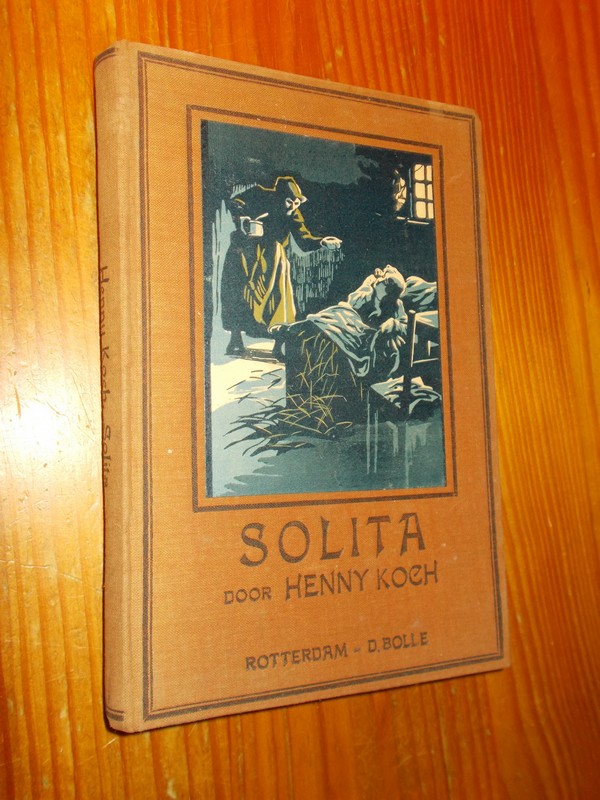 SOLITA
DOOR HENNY KOCH
ROTTERDAM - D. BOLLE
Henny Koch Solita